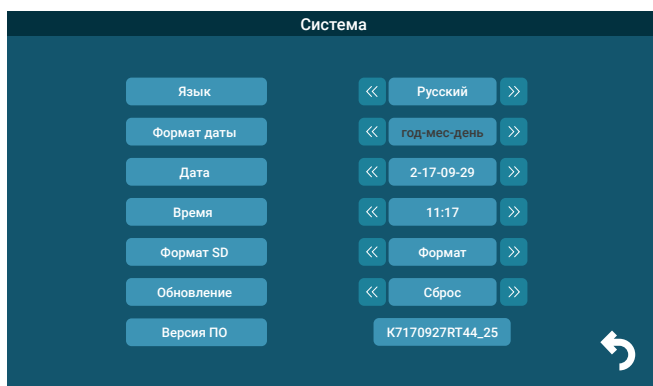 Система
Язык « Русский »
Формат даты « год-мес-день »
Дата « 2-17-09-29 »
Время « 11:17 »
Формат SD « Формат »
Обновление « Сброс »
Версия ПО K7170927RT44_25